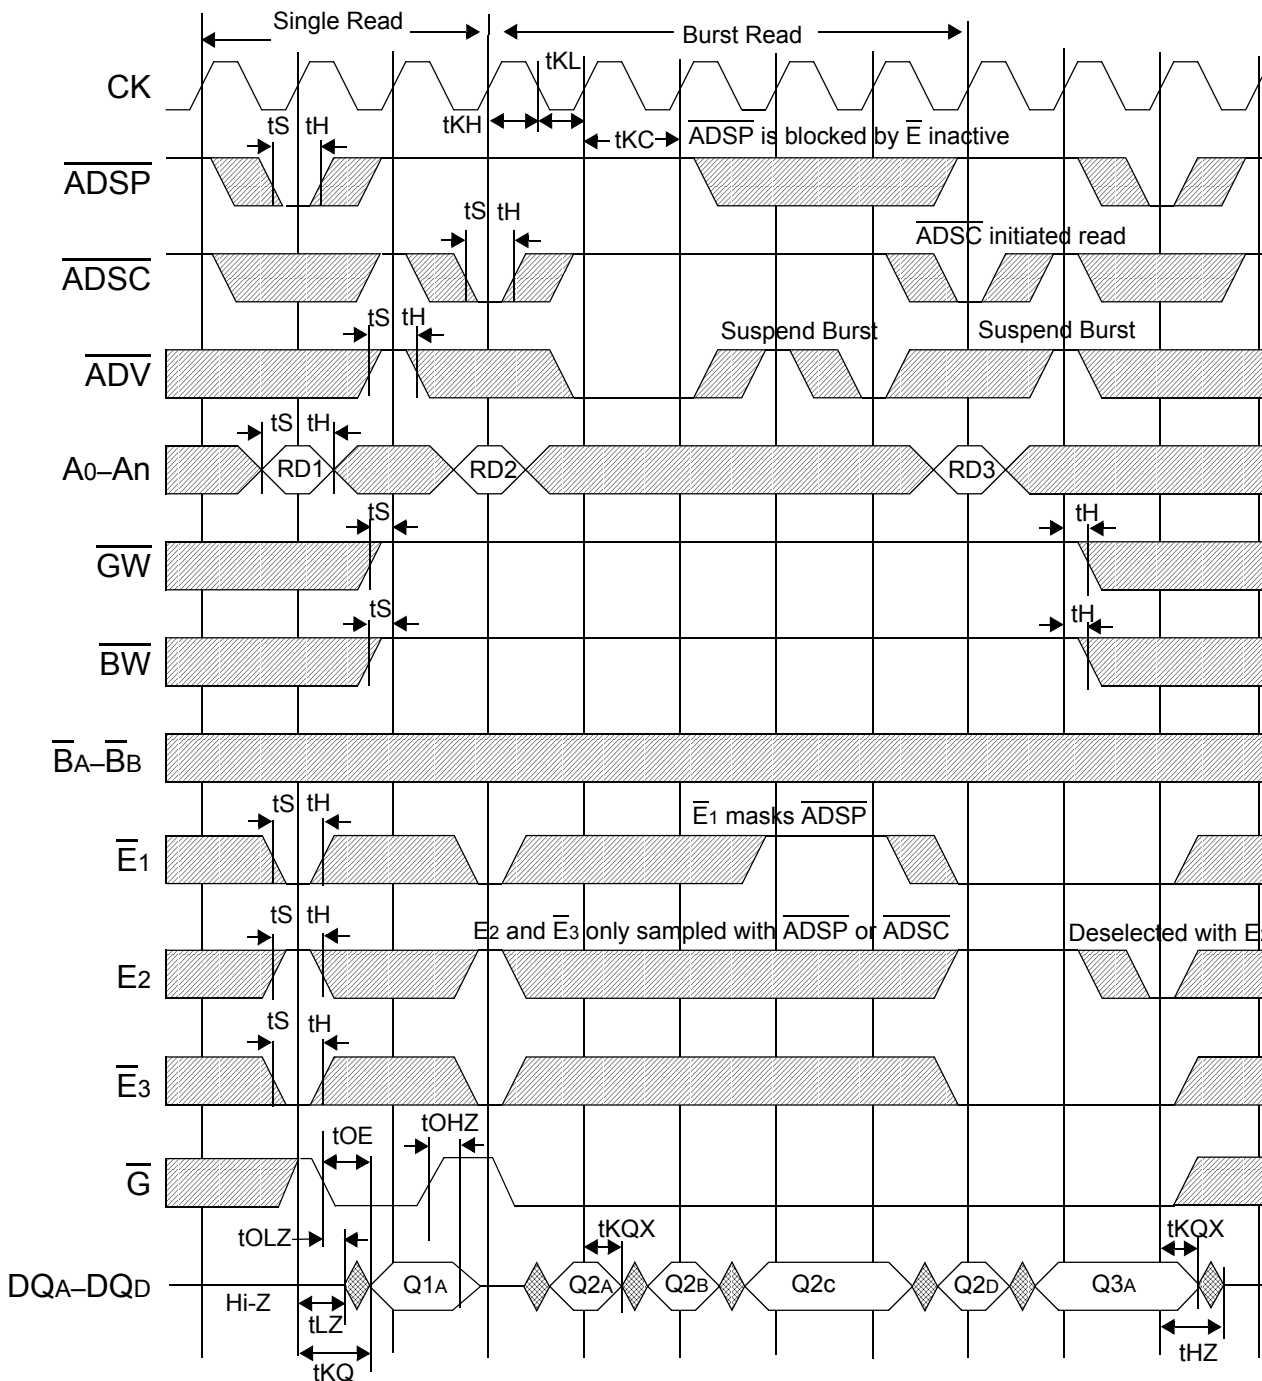 Single Read
Burst Read
CK
tKL
tKH
tKC
tS tH
ADSP is blocked by E inactive
ADSP
tS tH
ADSC initiated read
ADSC
tS tH
Suspend Burst
Suspend Burst
ADV
tS tH
A0–An
RD1
RD2
RD3
tS
tH
GW
tS
tH
BW
BA–BB
tS tH
E1 masks ADSP
E1
tS tH
E2 and E3 only sampled with ADSP or ADSC
Deselected with E
E2
tS tH
E3
tOE
tOHZ
G
tOLZ
tKQX
tKQX
DQA–DQD
Q1A
Q2A
Q2B
Q2c
Q2D
Q3A
Hi-Z
tLZ
tHZ
tKQ